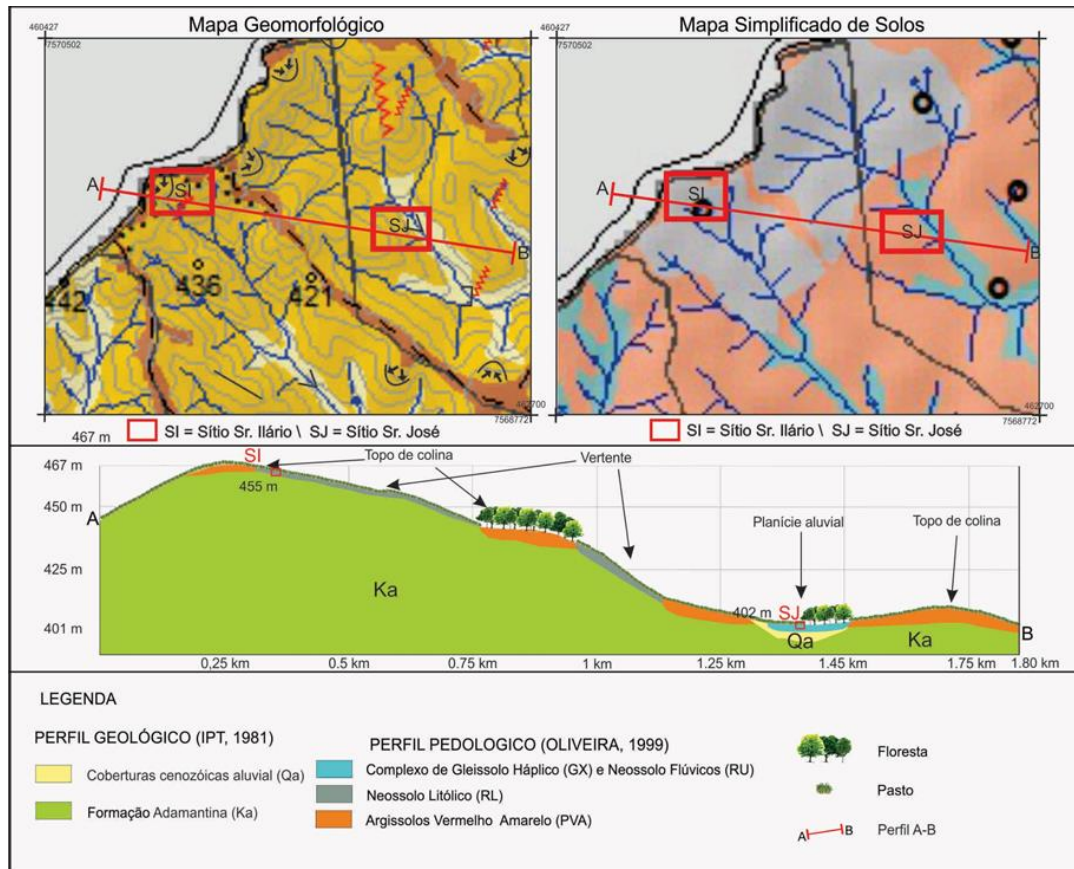 Mapa Geomorfológico
Mapa Simplificado de Solos
460427
7570502
460427
7570502
A
SI
SJ
B
442
436
421
A
SI
SJ
B
462700
7568772
462700
7568772
SI = Sítio Sr. Ilário \ SJ = Sítio Sr. José
SI = Sítio Sr. Ilário \ SJ = Sítio Sr. José
467 m
467 m
SI
Topo de colina
Vertente
455 m
450 m
A
Planície aluvial
Topo de colina
425 m
Ka
402 m
SJ
401 m
Qa
Ka
B
0,25 km
0.5 km
0.75 km
1 km
1.25 km
1.45 km
1.75 km
1.80 km
LEGENDA
PERFIL GEOLÓGICO (IPT, 1981)
Coberturas cenozóicas aluvial (Qa)
Formação Adamantina (Ka)
PERFIL PEDOLOGICO (OLIVEIRA, 1999)
Complexo de Gleissolo Háplico (GX) e Neossolo Flúvicos (RU)
Neossolo Litólico (RL)
Argissolos Vermelho Amarelo (PVA)
Floresta
Pasto
A B Perfil A-B